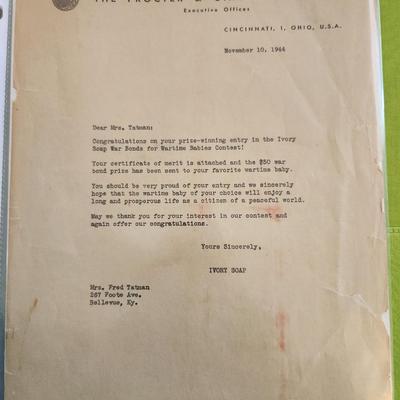 THE PROCTER &
Executive Offices
CINCINNATI, 1, OHIO, U.S.A.
November 10, 1944
Dear Mrs. Tatman:
Congratulations on your prize-winning entry in the Ivory
Soap War Bonds for Wartime Babies Contest!
Your certificate of merit is attached and the $50 war
bond prize has been sent to your favorite wartime baby.
You should be very proud of your entry and we sincerely
hope that the wartime baby of your choice will enjoy a
long and prosperous life as a citizen of a peaceful world.
May we thank you for your interest in our contest and
again offer our congratulations.
Yours Sincerely,
IVORY SOAP
Mrs. Fred Tatman
267 Foote Ave.
Bellevue, Ky.